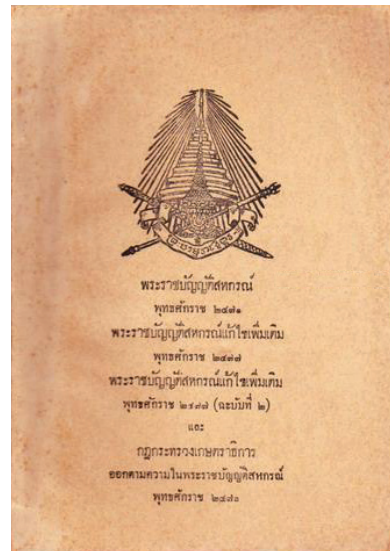 พระราชบัญญัติสหกรณ์
พุทธศักราช ๒๔๗๑
พระราชบัญญัติสหกรณ์แก้ไขเพิ่มเติม
พุทธศักราช ๒๔๗๗
พระราชบัญญัติสหกรณ์แก้ไขเพิ่มเติม
พุทธศักราช ๒๔๗๗ (ฉะบับที่ ๒)
และ
กฎกระทรวงเกษตราธิการ
ออกตามความในพระราชบัญญัติสหกรณ์
พุทธศักราช ๒๔๗๑